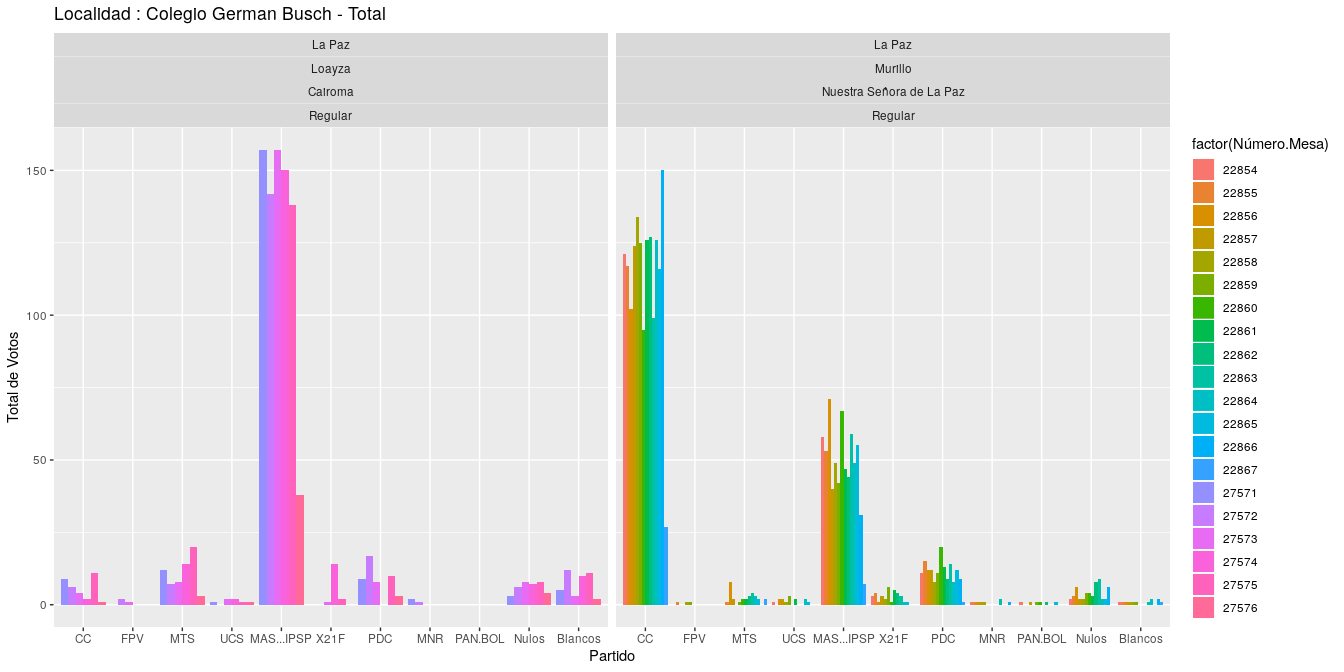 Localidad : Colegio German Busch - Total
La Paz
Loayza
Cairoma
Regular
La Paz
Murillo
Nuestra Señora de La Paz
Regular
Total de Votos
150
100
50
0
CC FPV MTS UCS MAS...IPSP X21F PDC MNR PAN.BOL Nulos Blancos
CC FPV MTS UCS MAS...IPSP X21F PDC MNR PAN.BOL Nulos Blancos
Partido
factor(Número.Mesa)
22854
22855
22856
22857
22858
22859
22860
22861
22862
22863
22864
22865
22866
22867
27571
27572
27573
27574
27575
27576